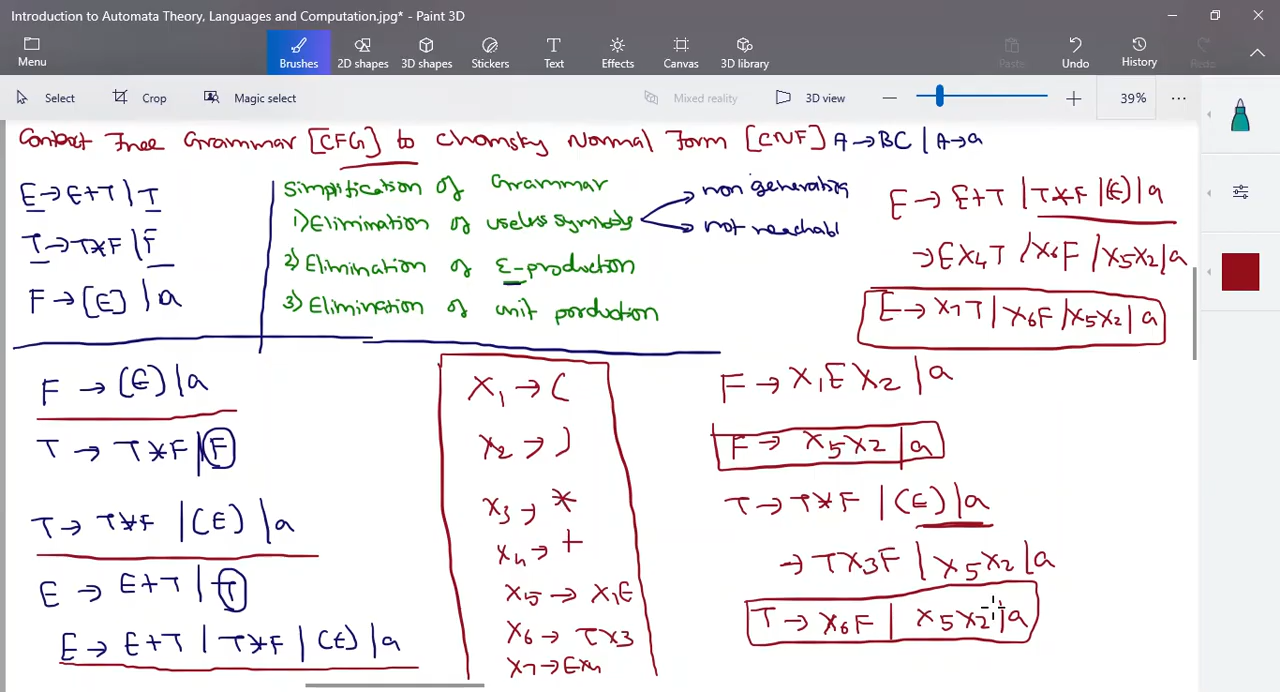 Introduction to Automata Theory, Languages and Computation.jpg* - Paint 3D
Menu
Brushes
2D shapes
3D shapes
Stickers
Text
Effects
Canvas
3D library
Paste
Undo
History
Redo
Select
Crop
Magic select
Mixed reality
3D view
39%
Context Free Grammar [CFG] to Chomsky Normal Form [CNF] A→BC | A→a
E→E+T | T
T→T*F | F
F→(E) | a
Simplification of Grammar
1) Elimination of useless symbols
non generating
not reachabl
2) Elimination of ε-production
3) Elimination of unit porduction
E → E+T | T*F | (E) | a
→ EX4T | X6F | X5X2 | a
E → X7T | X6F | X5X2 | a
F → (E) | a
T → T*F | F
T → T*F | (E) | a
E → E+T | T
E → E+T | T*F | (E) | a
X1 → (
X2 → )
X3 → *
X4 → +
X5 → X1E
X6 → TX3
X7 → EX4
F → X1EX2 | a
F → X5X2 | a
T → T*F | (E) | a
→ TX3F | X5X2 | a
T → X6F | X5X2 | a